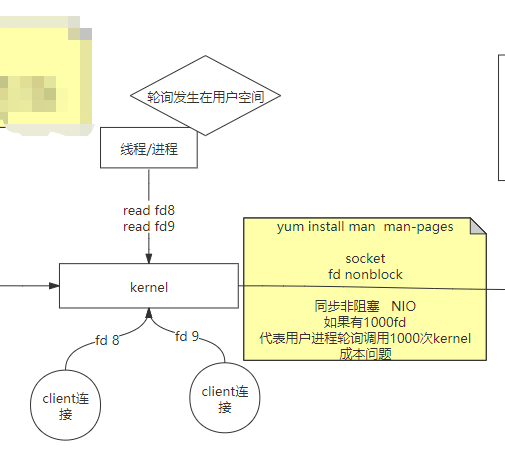 轮询发生在用户空间
线程/进程
read fd8
read fd9
yum install man  man-pages
socket
fd nonblock
同步非阻塞   NIO
如果有1000fd
代表用户进程轮询调用1000次kernel
成本问题
kernel
fd 8
fd 9
client连
接
client连
接